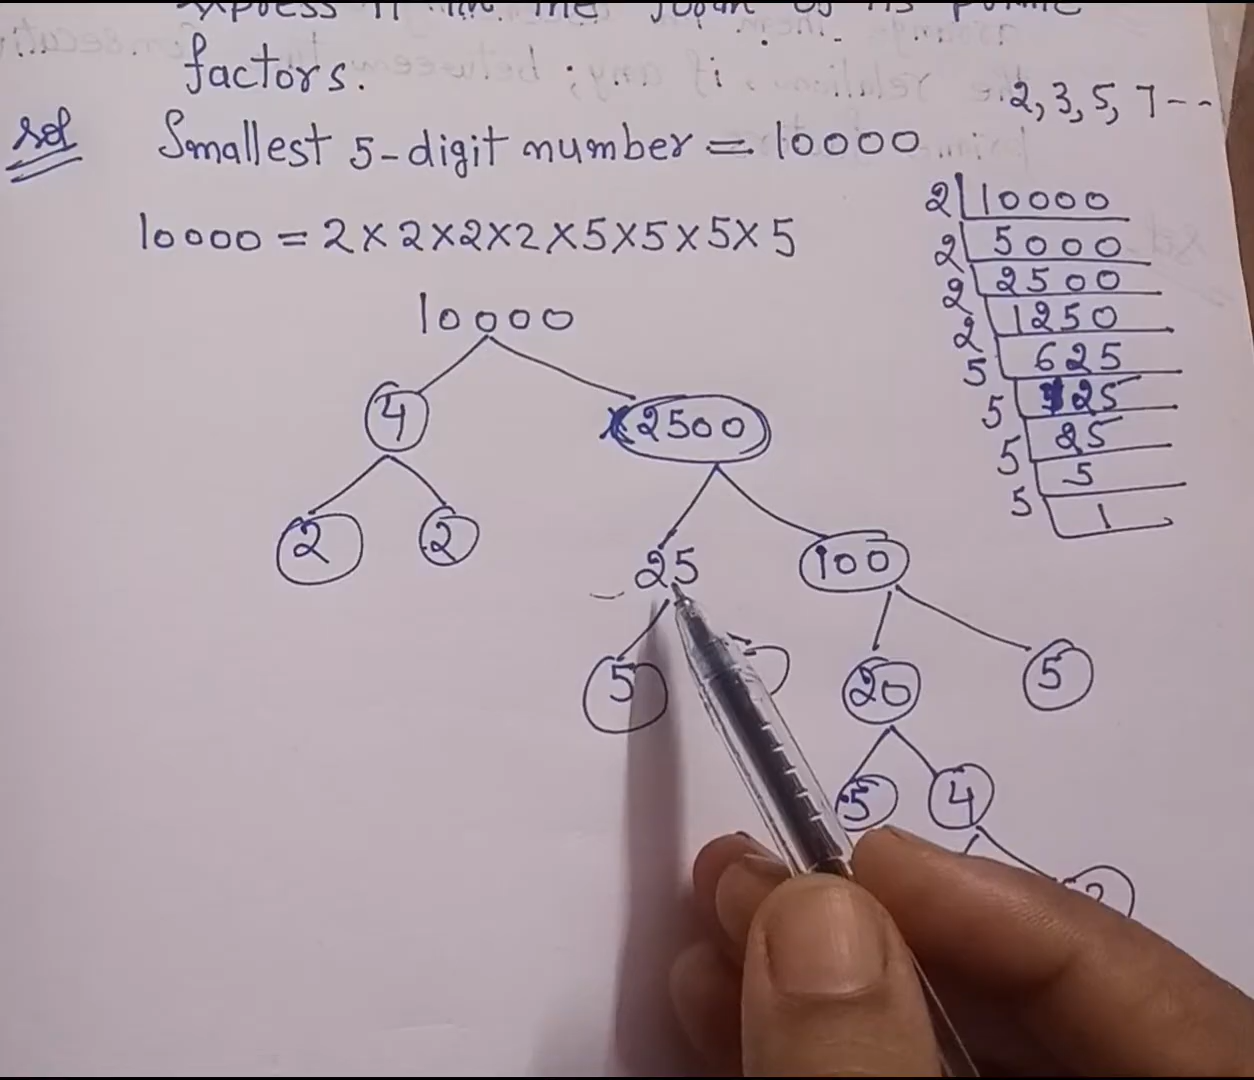 factors.
2, 3, 5, 7 --
Sol Smallest 5-digit number = 10000
10000 = 2×2×2×2×5×5×5×5
2 10000
2 5000
2 2500
2 1250
5 625
5 125
5 25
5 5
1
10000
4 2500
2 2 25 100
5 20 5
5 4
2